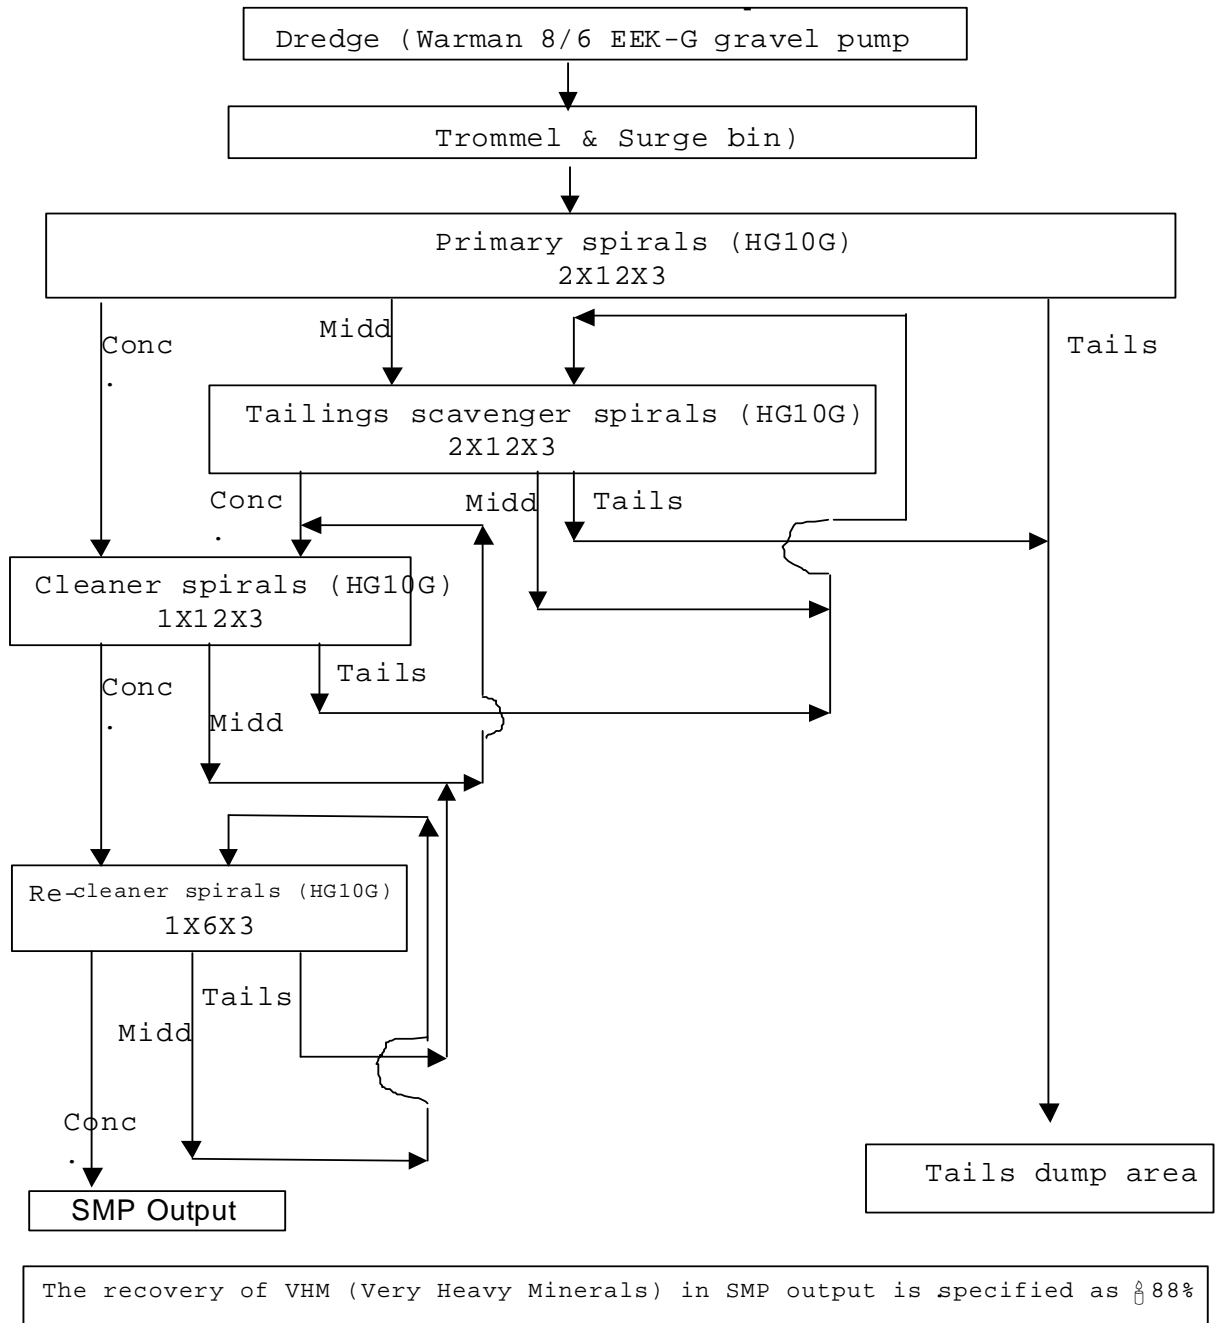 Dredge (Warman 8/6 EEK-G gravel pump
Trommel & Surge bin)
Primary spirals (HG10G)
2X12X3
Conc
.
Midd
Tails
Tailings scavenger spirals (HG10G)
2X12X3
Conc
.
Midd
Tails
Cleaner spirals (HG10G)
1X12X3
Conc
.
Midd
Tails
Re-cleaner spirals (HG10G)
1X6X3
Tails
Midd
Conc
.
SMP Output
Tails dump area
The recovery of VHM (Very Heavy Minerals) in SMP output is specified as 88%